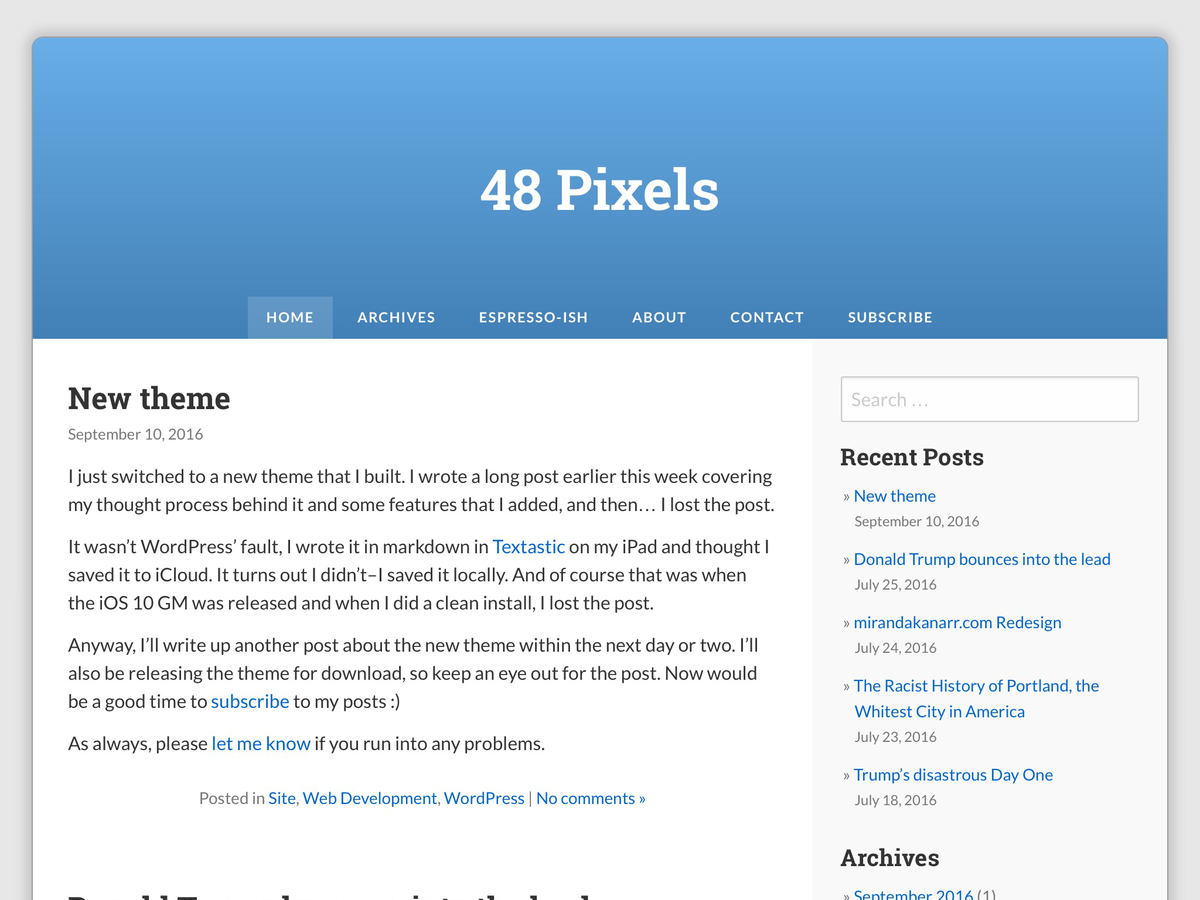 48 Pixels
HOME ARCHIVES ESPRESSO-ISH ABOUT CONTACT SUBSCRIBE
New theme
September 10, 2016
I just switched to a new theme that I built. I wrote a long post earlier this week covering
my thought process behind it and some features that I added, and then… I lost the post.
It wasn’t WordPress’ fault, I wrote it in markdown in Textastic on my iPad and thought I
saved it to iCloud. It turns out I didn’t–I saved it locally. And of course that was when
the iOS 10 GM was released and when I did a clean install, I lost the post.
Anyway, I’ll write up another post about the new theme within the next day or two. I’ll
also be releasing the theme for download, so keep an eye out for the post. Now would
be a good time to subscribe to my posts :)
As always, please let me know if you run into any problems.
Posted in Site, Web Development, WordPress | No comments »
Donald Trump bounces into the lead
Search …
Recent Posts
» New theme
September 10, 2016
» Donald Trump bounces into the lead
July 25, 2016
» mirandakanarr.com Redesign
July 24, 2016
» The Racist History of Portland, the
Whitest City in America
July 23, 2016
» Trump’s disastrous Day One
July 18, 2016
Archives
» September 2016 (1)